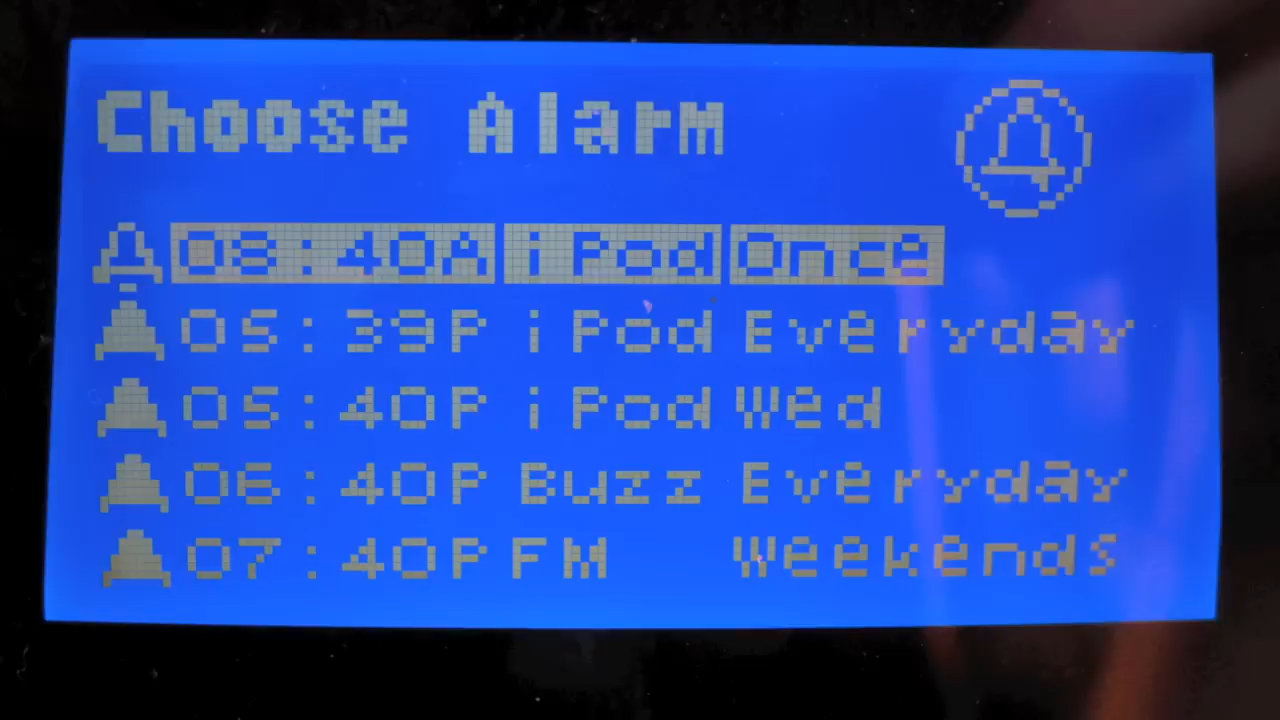 Choose Alarm
08:40A iPod Once
05:39P iPod Everyday
05:40P iPod Wed
06:40P Buzz Everyday
07:40P FM Weekends